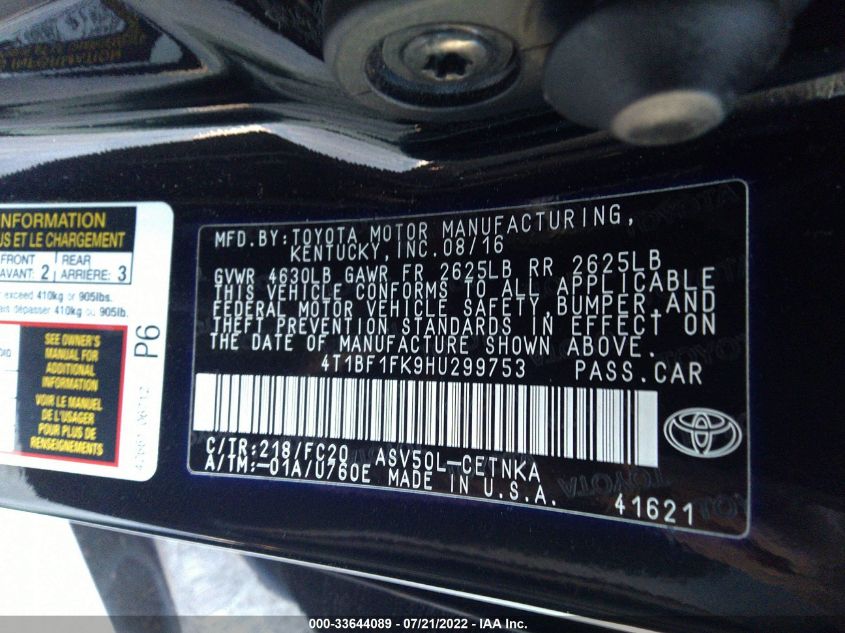 INFORMATION
US ET LE CHARGEMENT
FRONT
AVANT: 2
REAR
ARRIÈRE: 3
exceed 410kg or 905lbs.
dépasser 410kg ou 905lb.
SEE OWNER'S
MANUAL FOR
ADDITIONAL
INFORMATION
VOIR LE MANUEL
DE L'USAGER
POUR PLUS DE
RENSEIGNEMENTS
P6
MFD.BY:TOYOTA MOTOR MANUFACTURING,
KENTUCKY,INC.08/16
GVWR 4630LB GAWR FR 2625LB RR 2625LB
THIS VEHICLE CONFORMS TO ALL APPLICABLE
FEDERAL MOTOR VEHICLE SAFETY,BUMPER,AND
THEFT PREVENTION STANDARDS IN EFFECT ON
THE DATE OF MANUFACTURE SHOWN ABOVE.
4T1BF1FK9HU299753 PASS.CAR
C/TR:218/FC20 ASV50L-CETNKA
A/TM:-01A/U760E MADE IN U.S.A.
41621
000-33644089 - 07/21/2022 - IAA Inc.